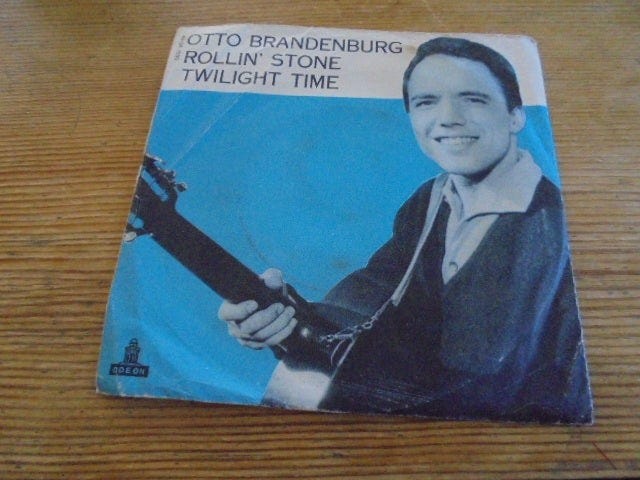 OTTO BRANDENBURG
ROLLIN' STONE
TWILIGHT TIME
ODEON